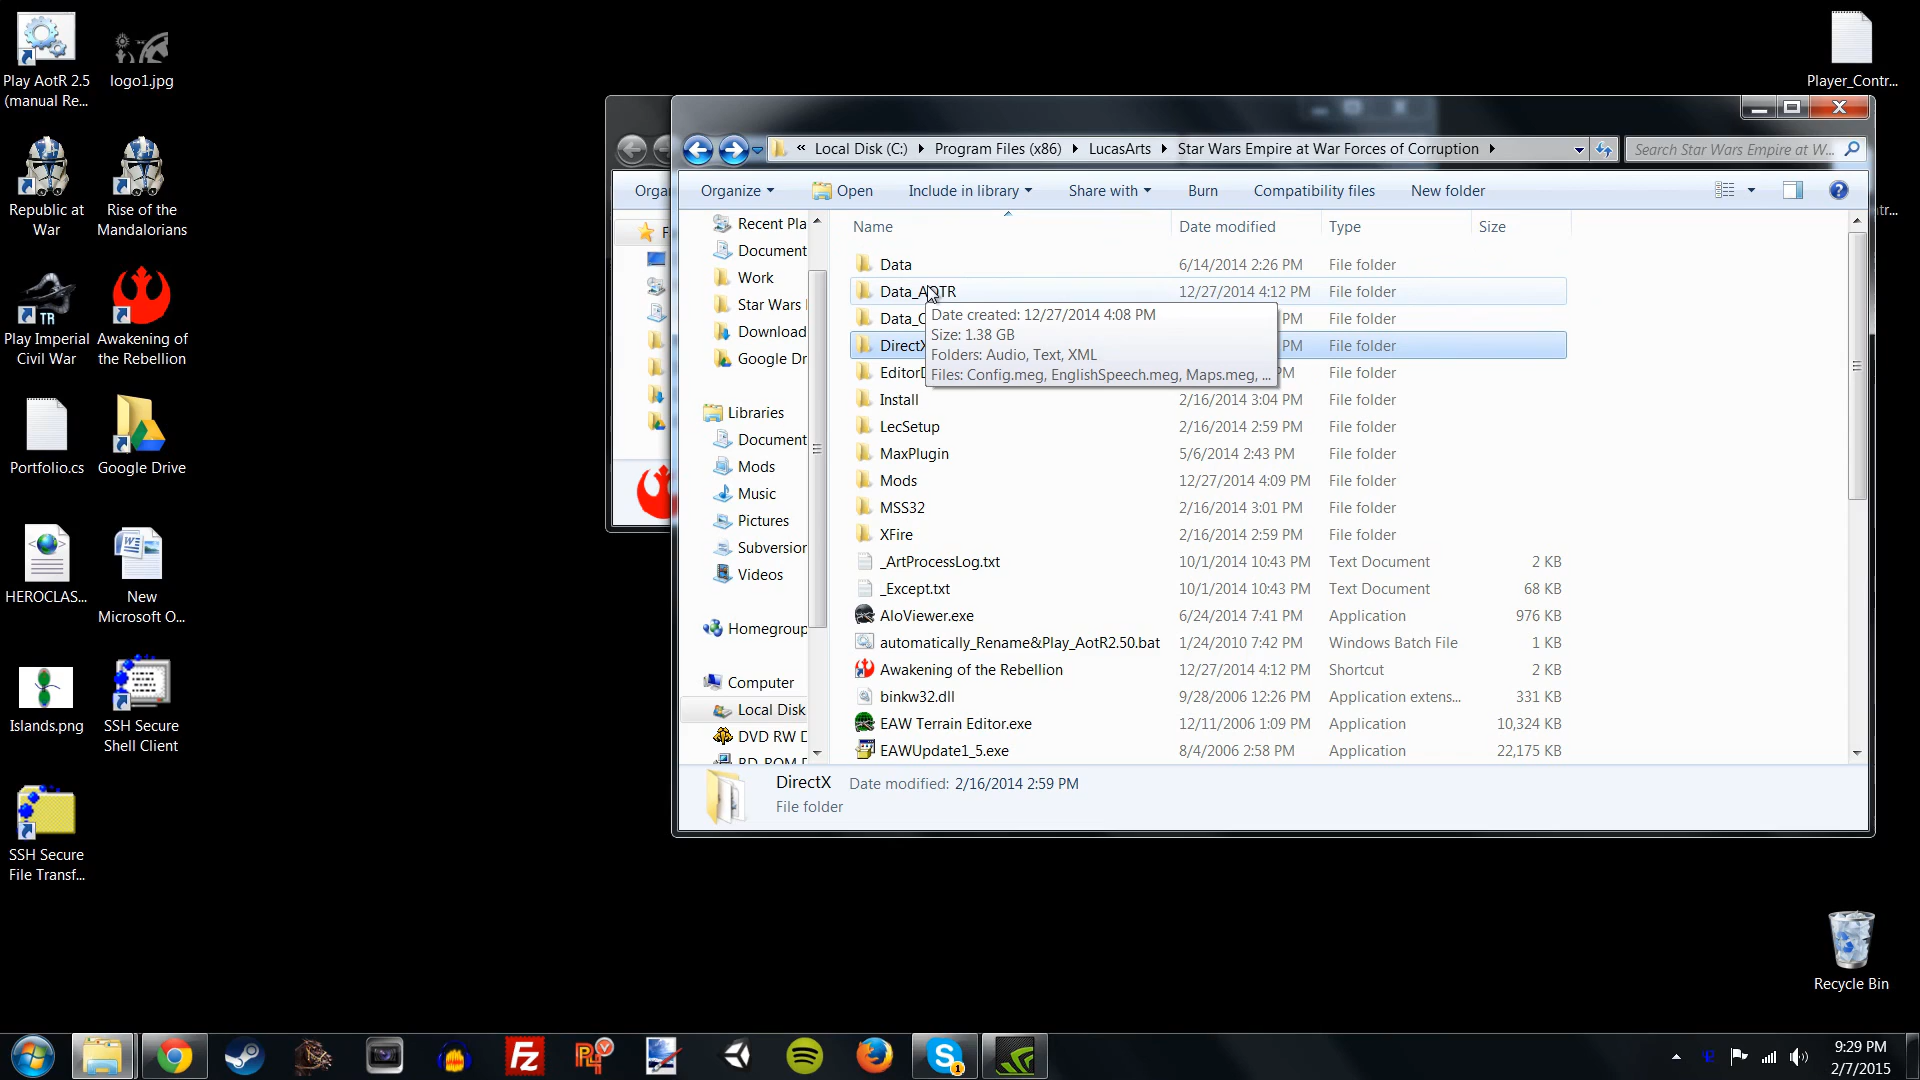 Play AotR 2.5
(manual Re...
logo1.jpg
Republic at
War
Rise of the
Mandalorians
TR
Play Imperial
Civil War
Awakening of
the Rebellion
Portfolio.cs
Google Drive
HEROCLAS...
New
Microsoft O...
Islands.png
SSH Secure
Shell Client
SSH Secure
File Transf...
Player_Contr...
Recycle Bin
Orga
« Local Disk (C:) Program Files (x86) LucasArts Star Wars Empire at War Forces of Corruption
Search Star Wars Empire at W...
Organize Open Include in library Share with Burn Compatibility files New folder
Recent Pla
Document
Work
Star Wars
Download
Google Dr
Libraries
Document
Mods
Music
Pictures
Subversion
Videos
Homegroup
Computer
Local Disk
DVD RW D
BD-ROM D
Name Date modified Type Size
Data 6/14/2014 2:26 PM File folder
Data_AOTR 12/27/2014 4:12 PM File folder
Data_ PM File folder
DirectX PM File folder
EditorD PM File folder
Date created: 12/27/2014 4:08 PM
Size: 1.38 GB
Folders: Audio, Text, XML
Files: Config.meg, EnglishSpeech.meg, Maps.meg, ...
Install 2/16/2014 3:04 PM File folder
LecSetup 2/16/2014 2:59 PM File folder
MaxPlugin 5/6/2014 2:43 PM File folder
Mods 12/27/2014 4:09 PM File folder
MSS32 2/16/2014 3:01 PM File folder
XFire 2/16/2014 2:59 PM File folder
_ArtProcessLog.txt 10/1/2014 10:43 PM Text Document 2 KB
_Except.txt 10/1/2014 10:43 PM Text Document 68 KB
AloViewer.exe 6/24/2014 7:41 PM Application 976 KB
automatically_Rename&Play_AotR2.50.bat 1/24/2010 7:42 PM Windows Batch File 1 KB
Awakening of the Rebellion 12/27/2014 4:12 PM Shortcut 2 KB
binkw32.dll 9/28/2006 12:26 PM Application extens... 331 KB
EAW Terrain Editor.exe 12/11/2006 1:09 PM Application 10,324 KB
EAWUpdate1_5.exe 8/4/2006 2:58 PM Application 22,175 KB
DirectX Date modified: 2/16/2014 2:59 PM
File folder
9:29 PM
2/7/2015